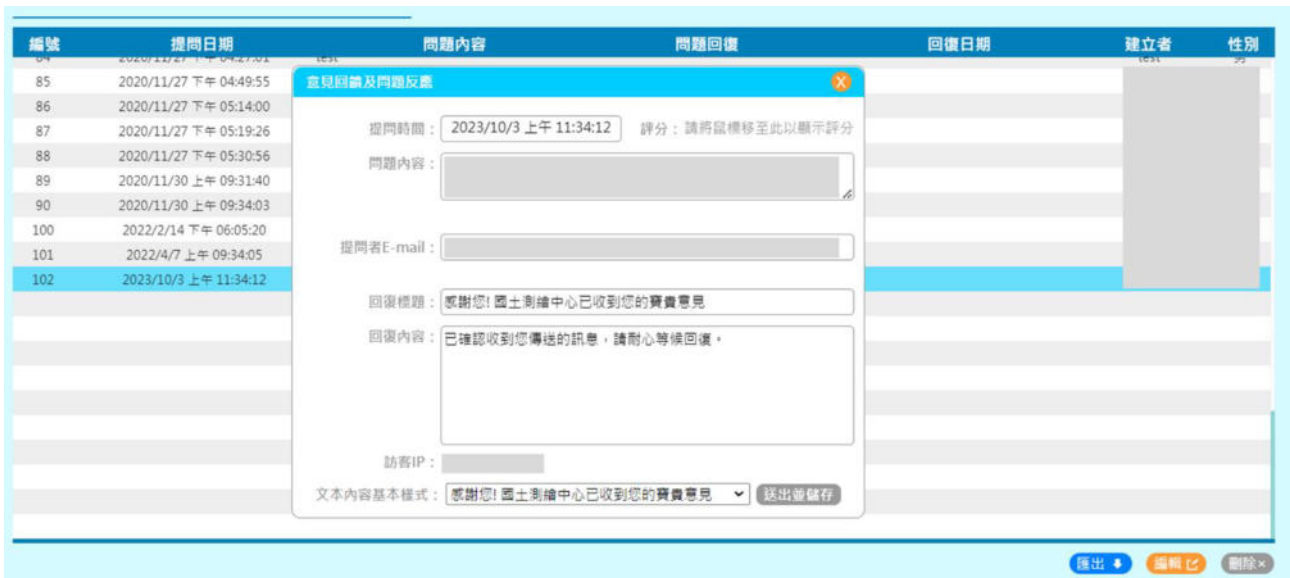 編號 提問日期 問題內容 問題回復 回復日期 建立者 性別
85 2020/11/27 下午 04:49:55
86 2020/11/27 下午 05:14:00
87 2020/11/27 下午 05:19:26
88 2020/11/27 下午 05:30:56
89 2020/11/30 上午 09:31:40
90 2020/11/30 上午 09:34:03
100 2022/2/14 下午 06:05:20
101 2022/4/7 上午 09:34:05
102 2023/10/3 上午 11:34:12
意見回饋及問題反應
提問時間： 2023/10/3 上午 11:34:12 評分：請將鼠標移至此以顯示評分
問題內容：
提問者E-mail：
回復標題： 感謝您! 國土測繪中心已收到您的寶貴意見
回復內容： 已確認收到您傳送的訊息，請耐心等候回復。
訪客IP：
文本內容基本樣式： 感謝您! 國土測繪中心已收到您的寶貴意見 送出並儲存
匯出 編輯 刪除×